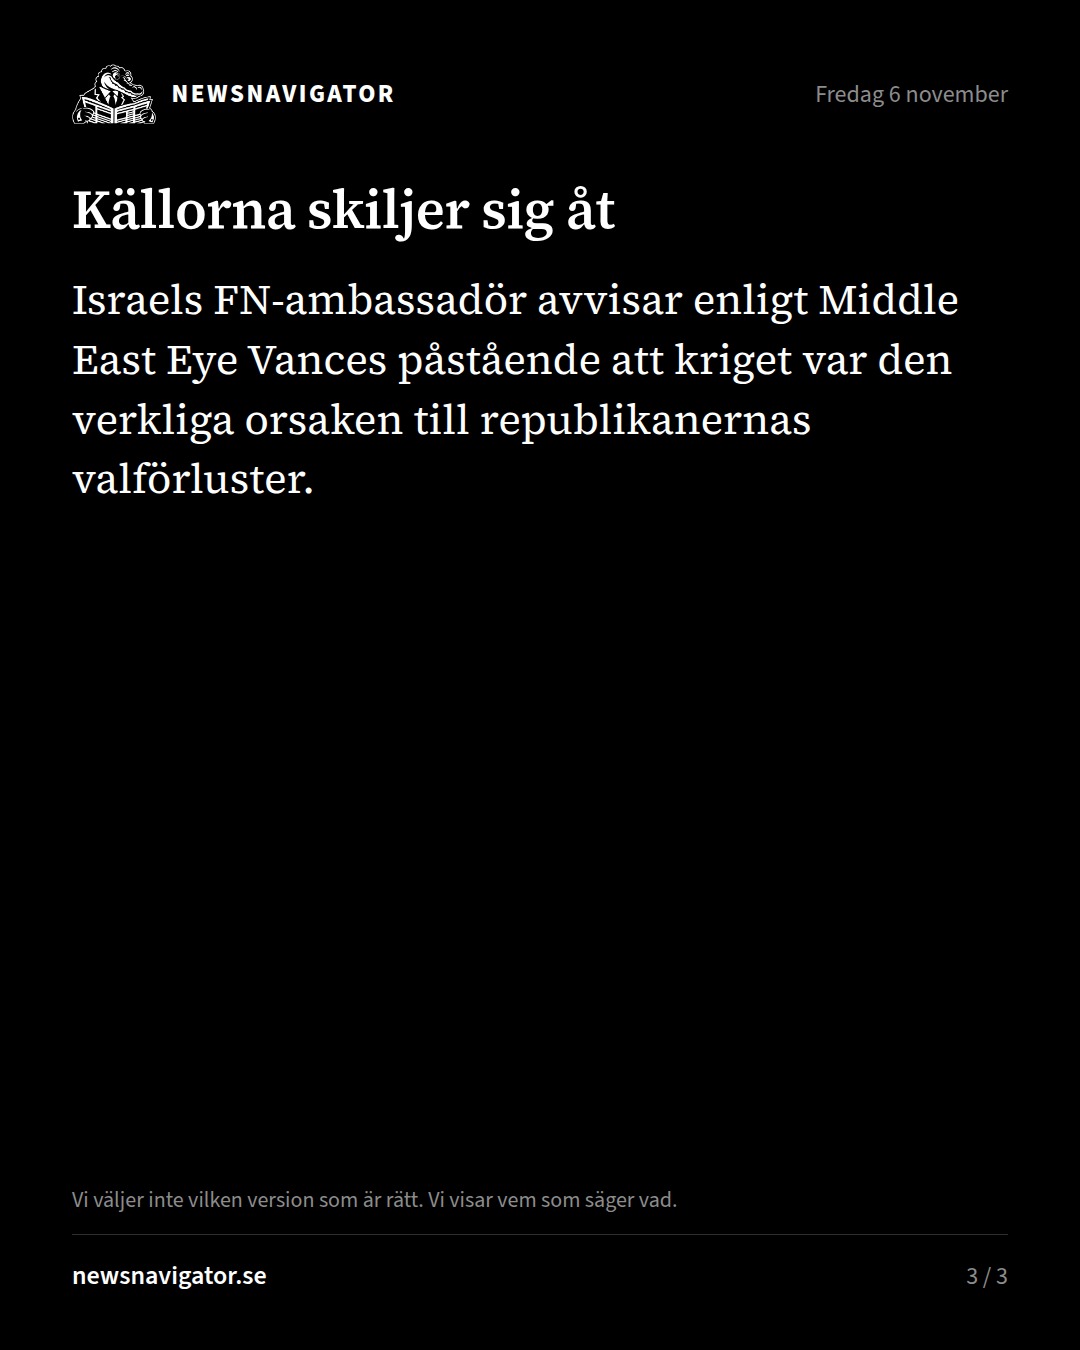 NEWSNAVIGATOR
Fredag 6 november
Källorna skiljer sig åt
Israels FN-ambassadör avvisar enligt Middle
East Eye Vances påstående att kriget var den
verkliga orsaken till republikanernas
valförluster.
Vi väljer inte vilken version som är rätt. Vi visar vem som säger vad.
newsnavigator.se
3 / 3